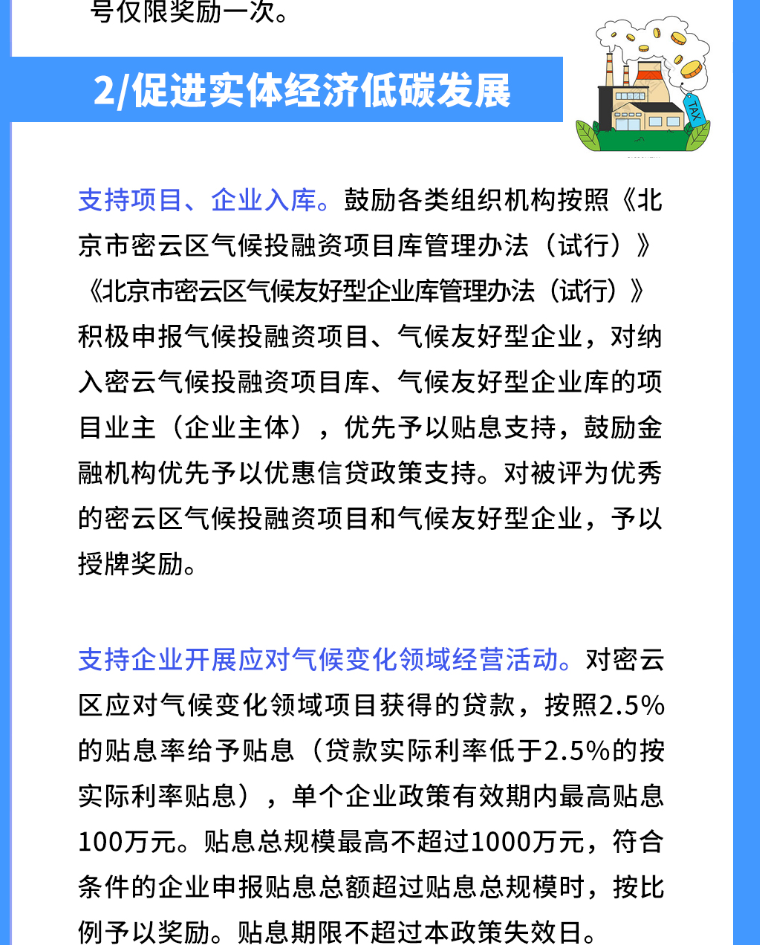 号仅限奖励一次。
2/促进实体经济低碳发展
TAX
支持项目、企业入库。鼓励各类组织机构按照《北
京市密云区气候投融资项目库管理办法（试行）》
《北京市密云区气候友好型企业库管理办法（试行）》
积极申报气候投融资项目、气候友好型企业，对纳
入密云气候投融资项目库、气候友好型企业库的项
目业主（企业主体），优先予以贴息支持，鼓励金
融机构优先予以优惠信贷政策支持。对被评为优秀
的密云区气候投融资项目和气候友好型企业，予以
授牌奖励。
支持企业开展应对气候变化领域经营活动。对密云
区应对气候变化领域项目获得的贷款，按照2.5%
的贴息率给予贴息（贷款实际利率低于2.5%的按
实际利率贴息），单个企业政策有效期内最高贴息
100万元。贴息总规模最高不超过1000万元，符合
条件的企业申报贴息总额超过贴息总规模时，按比
例予以奖励。贴息期限不超过本政策失效日。